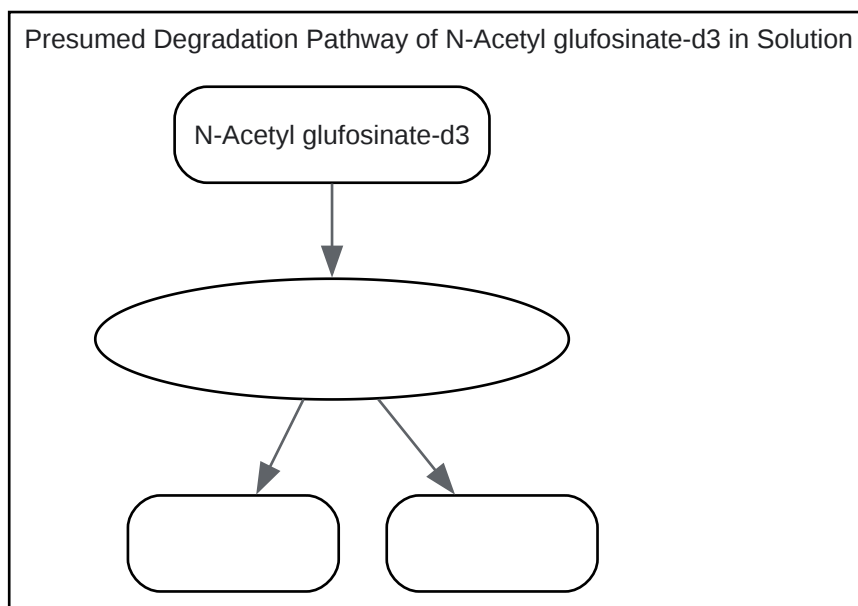 Presumed Degradation Pathway of N-Acetyl glufosinate-d3 in Solution
N-Acetyl glufosinate-d3